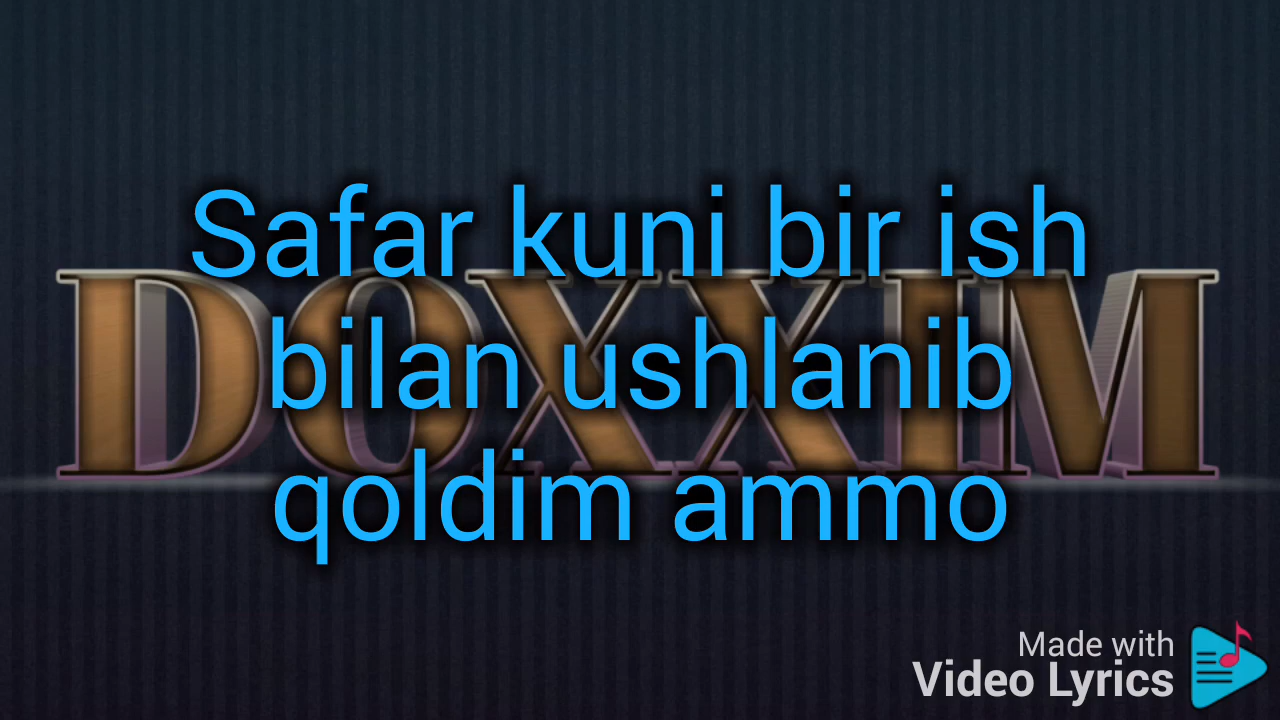 Safar kuni bir ish
DOXXIM
bilan ushlanib
qoldim ammo
Made with
Video Lyrics